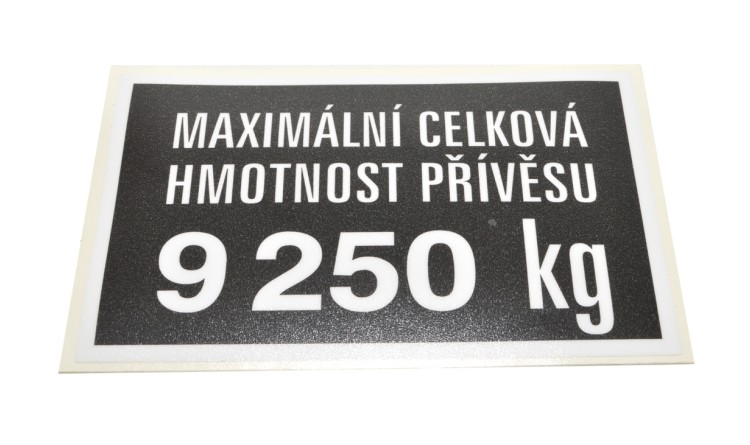 MAXIMÁLNÍ CELKOVÁ
HMOTNOST PŘÍVĚSU
9 250 kg